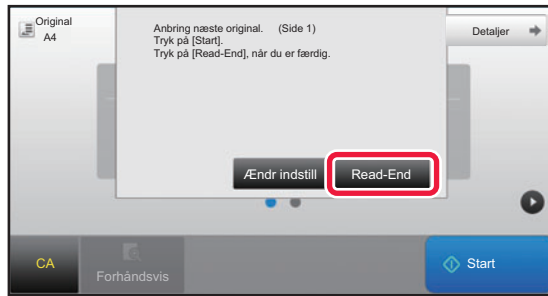 Original
A4
Anbring næste original. (Side 1)
Tryk på [Start].
Tryk på [Read-End], når du er færdig.
Detaljer
Ændr indstill
Read-End
CA
Forhåndsvis
Start